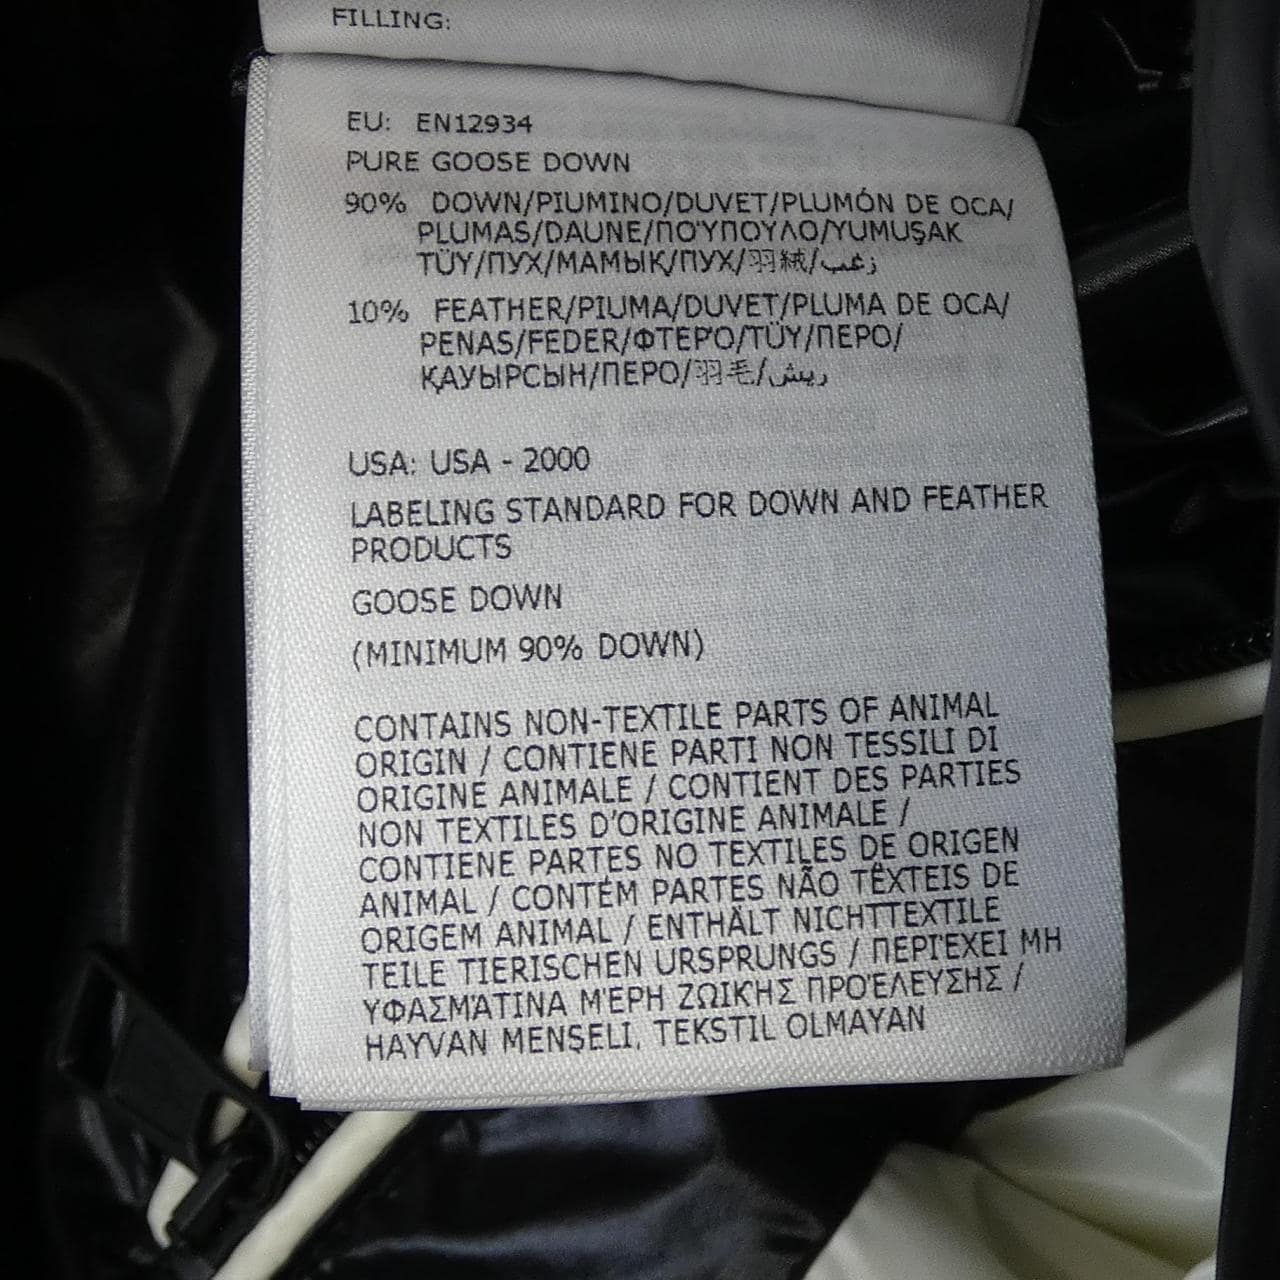 FILLING:
EU: EN12934
PURE GOOSE DOWN
90% DOWN/PIUMINO/DUVET/PLUMÓN DE OCA/
PLUMAS/DAUNE/ΠΟΎΠΟΥΛΟ/YUMUŞAK
TÜY/ПУХ/МАМЫҚ/ПУХ/羽絨/زغب
10% FEATHER/PIUMA/DUVET/PLUMA DE OCA/
PENAS/FEDER/ΦΤΕΡΌ/TÜY/ПЕРО/
ҚАУЫРСЫН/ПЕРО/羽毛/ريش
USA: USA - 2000
LABELING STANDARD FOR DOWN AND FEATHER
PRODUCTS
GOOSE DOWN
(MINIMUM 90% DOWN)
CONTAINS NON-TEXTILE PARTS OF ANIMAL
ORIGIN / CONTIENE PARTI NON TESSILI DI
ORIGINE ANIMALE / CONTIENT DES PARTIES
NON TEXTILES D'ORIGINE ANIMALE /
CONTIENE PARTES NO TEXTILES DE ORIGEN
ANIMAL / CONTÉM PARTES NÃO TÊXTEIS DE
ORIGEM ANIMAL / ENTHÄLT NICHTTEXTILE
TEILE TIERISCHEN URSPRUNGS / ΠΕΡΙΈΧΕΙ ΜΗ
ΥΦΑΣΜΆΤΙΝΑ ΜΈΡΗ ΖΩΙΚΉΣ ΠΡΟΈΛΕΥΣΗΣ /
HAYVAN MENŞELI, TEKSTIL OLMAYAN